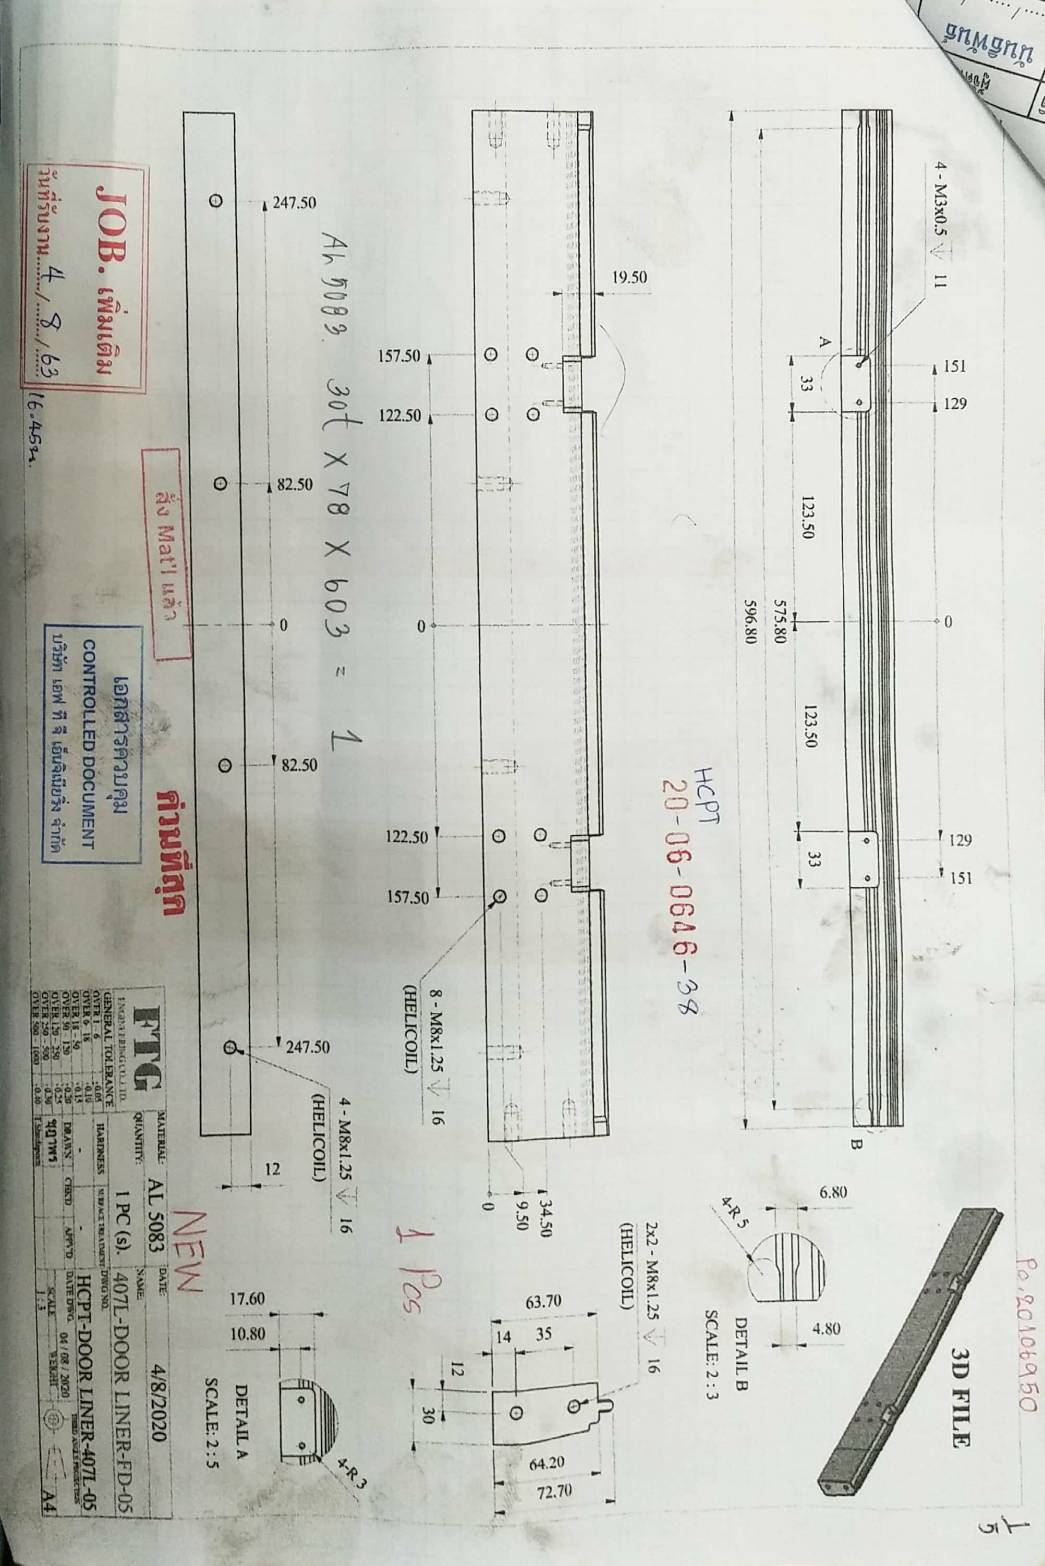 Po.20106950
1
5
3D FILE
151
129
0
129
151
4 - M3x0.5 11
A
B
33
123.50
123.50
33
575.80
596.80
6.80
4.80
4-R 5
DETAIL B
SCALE: 2 : 3
HCPT
20-06-0646-38
19.50
2x2 - M8x1.25 16
(HELICOIL)
63.70
35
14
64.20
72.70
12
30
34.50
9.50
0
157.50
122.50
0
122.50
157.50
8 - M8x1.25 16
(HELICOIL)
1 Pcs
AL 5083 30t x 78 x 603 = 1
247.50
82.50
0
82.50
247.50
4 - M8x1.25 16
(HELICOIL)
12
4-R 3
17.60
10.80
DETAIL A
SCALE: 2 : 5
NEW
สั่ง Mat'l แล้ว
ด่วนที่สุด
JOB. เพิ่มเติม
วันที่รับงาน 4 / 8 / 63
16.45น.
เอกสารควบคุม
CONTROLLED DOCUMENT
บริษัท เอฟ ที จี เอ็นจิเนียริ่ง จำกัด
FTG
ENGINEERING CO.,LTD.
MATERIAL: AL 5083
DATE: 4/8/2020
QUANTITY: 1 PC (s).
NAME: 407L-DOOR LINER-FD-05
GENERAL TOLERANCE
OVER 1 - 6 -0.05
OVER 6 - 18 -0.10
OVER 18 - 50 -0.15
OVER 50 - 120 -0.20
OVER 120 - 250 -0.25
OVER 250 - 500 -0.30
OVER 500 - 1000 -0.40
HARDNESS
-
SURFACE TREATMENT
-
DWG NO. HCPT-DOOR LINER-407L-05
DRAWN
CHKD
APPVD
DATE DWG. 04 / 08 / 2020
THIRD ANGLE PROJECTION
SCALE
1 : 3
WEIGHT
A4